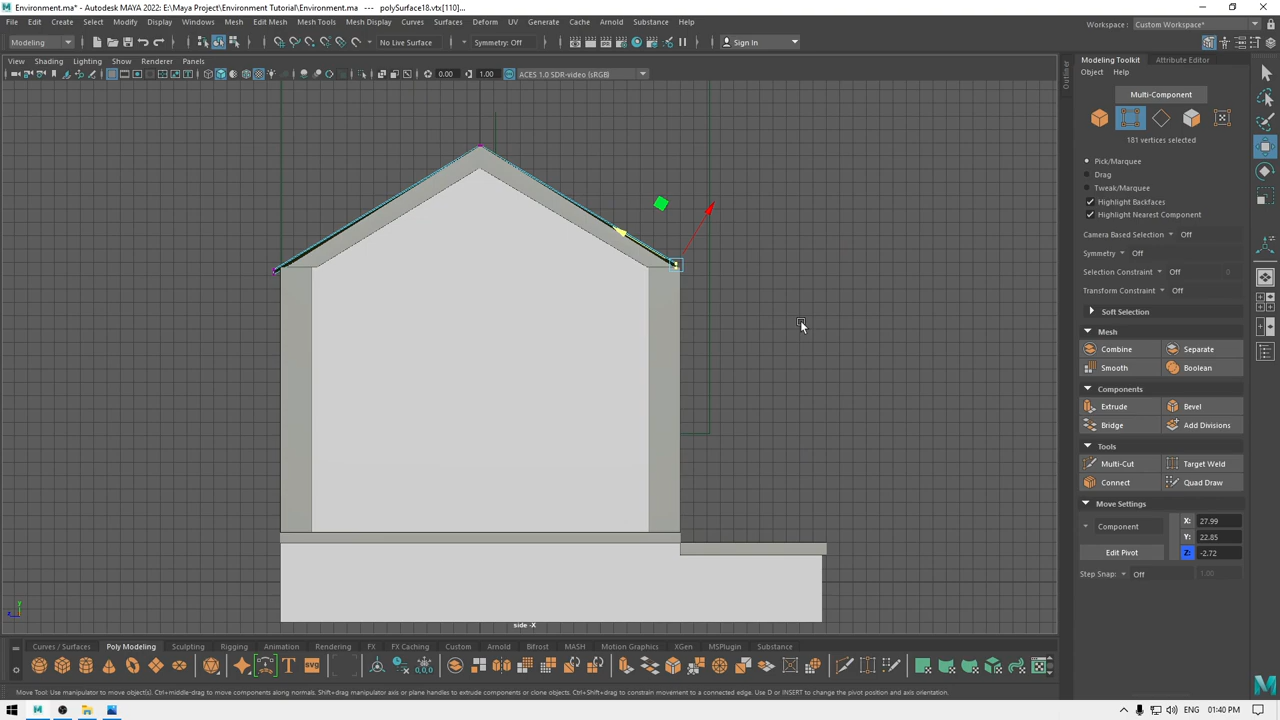 Environment.ma* - Autodesk MAYA 2022: E:\Maya Project\Environment Tutorial\Environment.ma --- polySurface18.vtx[110]...
File Edit Create Select Modify Display Windows Mesh Edit Mesh Mesh Tools Mesh Display Curves Surfaces Deform UV Generate Cache Arnold Substance Help
Workspace : Custom Workspace*
Modeling No Live Surface Symmetry: Off Sign In
View Shading Lighting Show Renderer Panels
0.00 1.00 ACES 1.0 SDR-video (sRGB)
Outliner
Modeling Toolkit Attribute Editor
Object Help
Multi-Component
181 vertices selected
Pick/Marquee
Drag
Tweak/Marquee
Highlight Backfaces
Highlight Nearest Component
Camera Based Selection Off
Symmetry Off
Selection Constraint Off 0
Transform Constraint Off
Soft Selection
Mesh
Combine Separate
Smooth Boolean
Components
Extrude Bevel
Bridge Add Divisions
Tools
Multi-Cut Target Weld
Connect Quad Draw
Move Settings
Component X: 27.99
Y: 22.85
Edit Pivot Z: -2.72
Step Snap: Off 1.00
side -X
Curves / Surfaces Poly Modeling Sculpting Rigging Animation Rendering FX FX Caching Custom Arnold Bifrost MASH Motion Graphics XGen MSPlugin Substance
Move Tool: Use manipulator to move object(s). Ctrl+middle-drag to move components along normals. Shift+drag manipulator axis or plane handles to extrude components or clone objects. Ctrl+Shift+drag to constrain movement to a connected edge. Use D or INSERT to change the pivot position and axis orientation.
ENG 01:40 PM